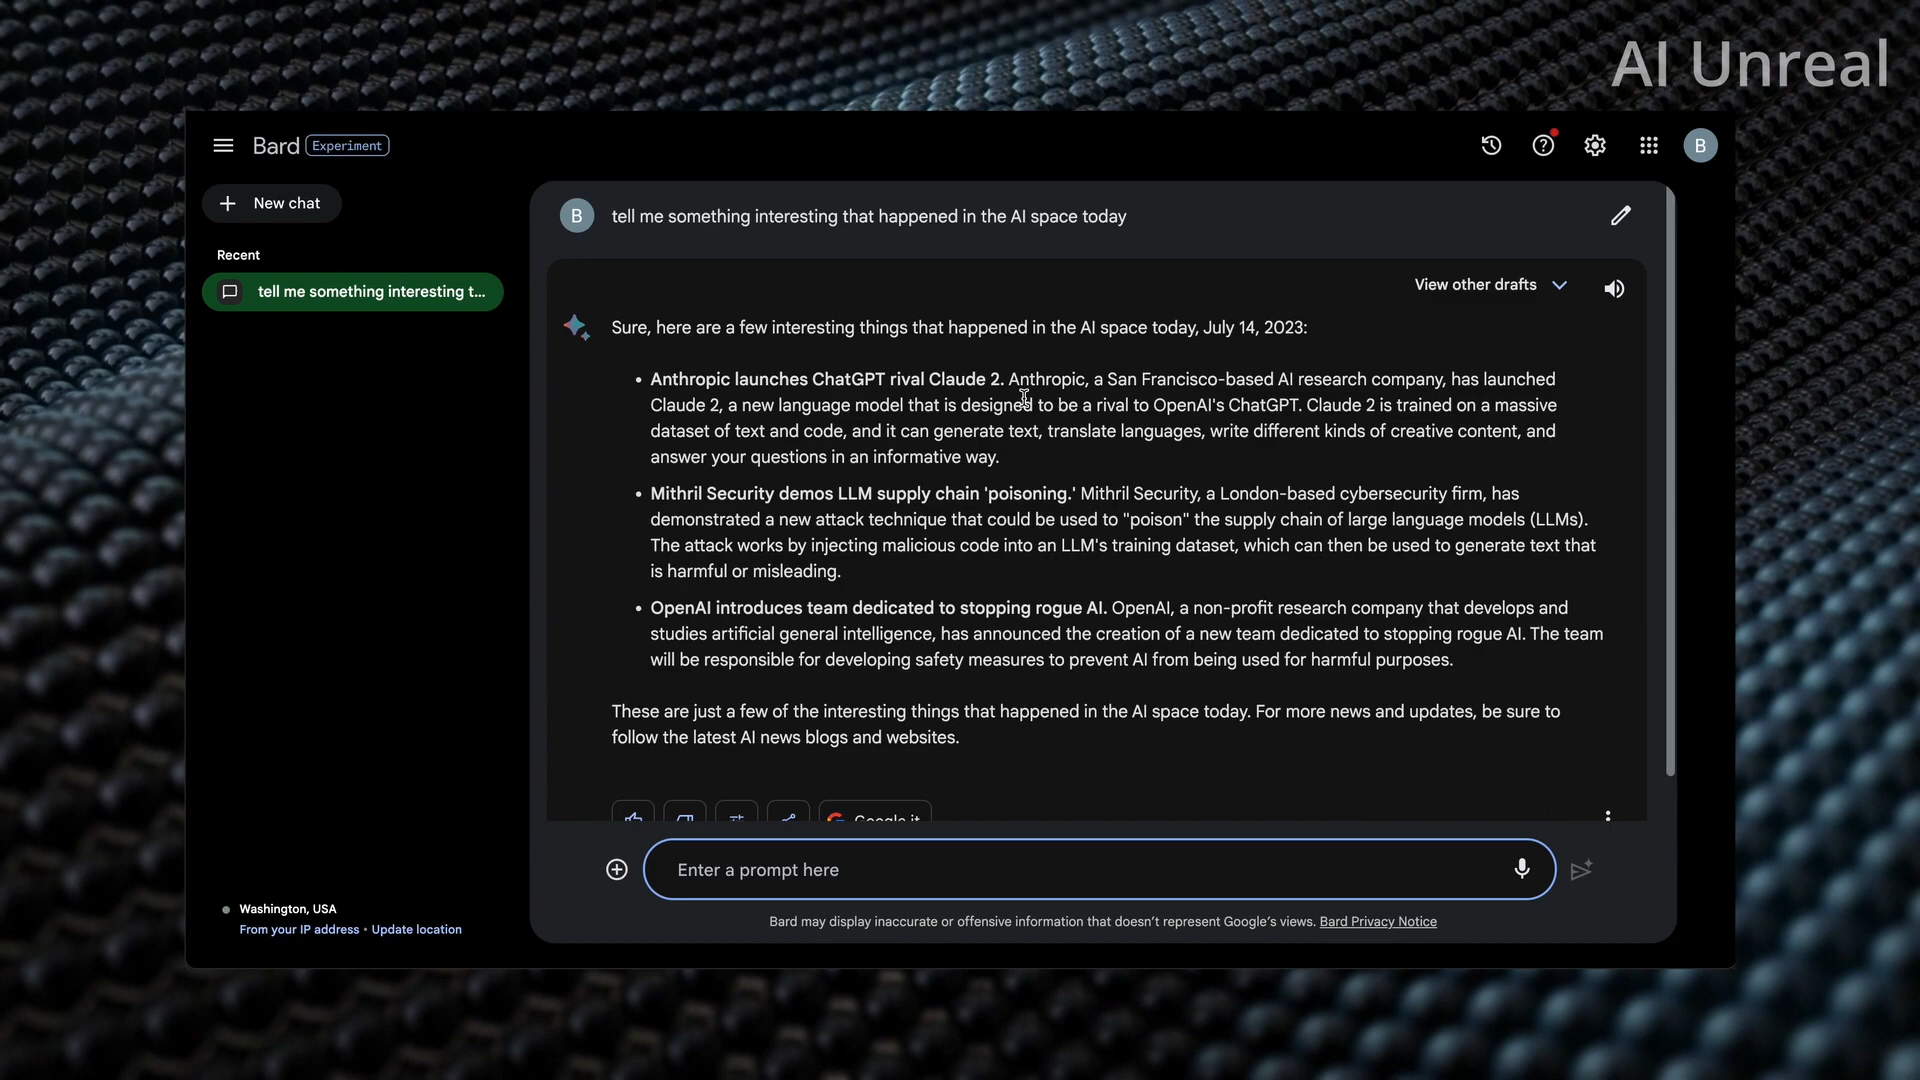 AI Unreal
Bard Experiment
B
New chat
Recent
tell me something interesting t...
B tell me something interesting that happened in the AI space today
View other drafts
Sure, here are a few interesting things that happened in the AI space today, July 14, 2023:
• Anthropic launches ChatGPT rival Claude 2. Anthropic, a San Francisco-based AI research company, has launched
Claude 2, a new language model that is designed to be a rival to OpenAI's ChatGPT. Claude 2 is trained on a massive
dataset of text and code, and it can generate text, translate languages, write different kinds of creative content, and
answer your questions in an informative way.
• Mithril Security demos LLM supply chain 'poisoning.' Mithril Security, a London-based cybersecurity firm, has
demonstrated a new attack technique that could be used to "poison" the supply chain of large language models (LLMs).
The attack works by injecting malicious code into an LLM's training dataset, which can then be used to generate text that
is harmful or misleading.
• OpenAI introduces team dedicated to stopping rogue AI. OpenAI, a non-profit research company that develops and
studies artificial general intelligence, has announced the creation of a new team dedicated to stopping rogue AI. The team
will be responsible for developing safety measures to prevent AI from being used for harmful purposes.
These are just a few of the interesting things that happened in the AI space today. For more news and updates, be sure to
follow the latest AI news blogs and websites.
Google it
Enter a prompt here
Bard may display inaccurate or offensive information that doesn't represent Google's views. Bard Privacy Notice
Washington, USA
From your IP address • Update location